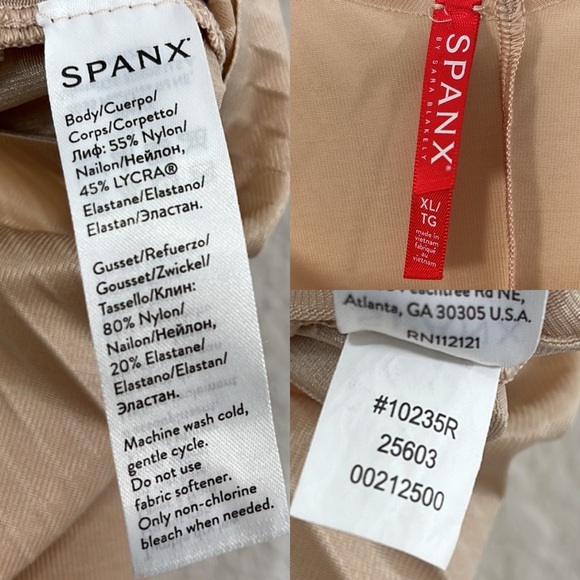 SPANX®
Body/Cuerpo/
Corps/Corpetto/
Лиф: 55% Nylon/
Nailon/Нейлон,
45% LYCRA®
Elastane/Elastano/
Elastan/Эластан.
Gusset/Refuerzo/
Gousset/Zwickel/
Tassello/Клин:
80% Nylon/
Nailon/Нейлон,
20% Elastane/
Elastano/Elastan/
Эластан.
Machine wash cold,
gentle cycle.
Do not use
fabric softener.
Only non-chlorine
bleach when needed.
SPANX®
BY SARA BLAKELY
XL/
TG
made in
vietnam
fabriqué
au
vietnam
Peachtree Rd NE,
Atlanta, GA 30305 U.S.A.
RN112121
#10235R
25603
00212500